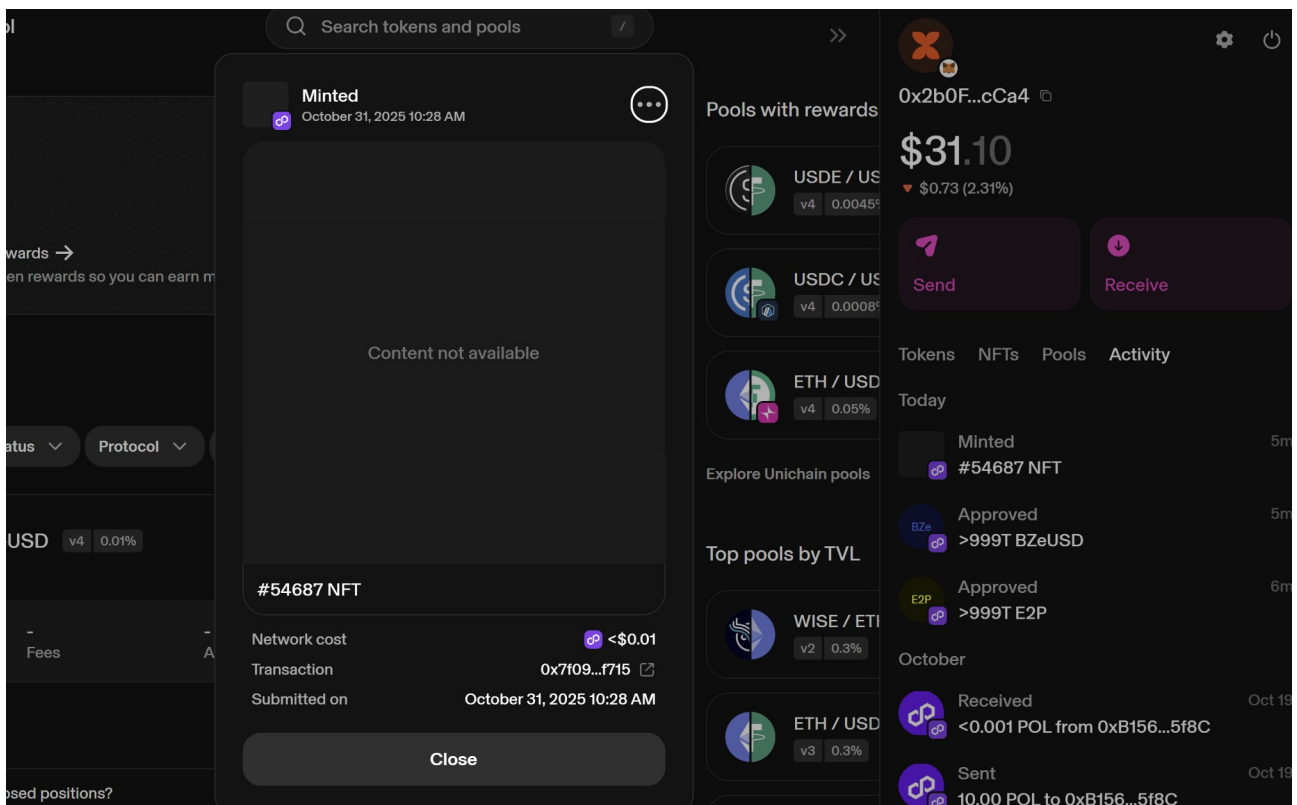 ol
Search tokens and pools
/
Minted
October 31, 2025 10:28 AM
Content not available
#54687 NFT
Network cost
<$0.01
Transaction
0x7f09...f715
Submitted on
October 31, 2025 10:28 AM
Close
wards →
en rewards so you can earn m
atus
Protocol
USD v4 0.01%
-
Fees
-
A
osed positions?
Pools with rewards
USDE / US
v4 0.0045%
USDC / US
v4 0.0008%
ETH / USD
v4 0.05%
Explore Unichain pools
Top pools by TVL
WISE / ETH
v2 0.3%
ETH / USD
v3 0.3%
0x2b0F...cCa4
$31.10
$0.73 (2.31%)
Send
Receive
Tokens NFTs Pools Activity
Today
Minted
5m
#54687 NFT
BZe
Approved
5m
>999T BZeUSD
E2P
Approved
6m
>999T E2P
October
Received
Oct 19
<0.001 POL from 0xB156...5f8C
Sent
Oct 19
10.00 POL to 0xB156...5f8C